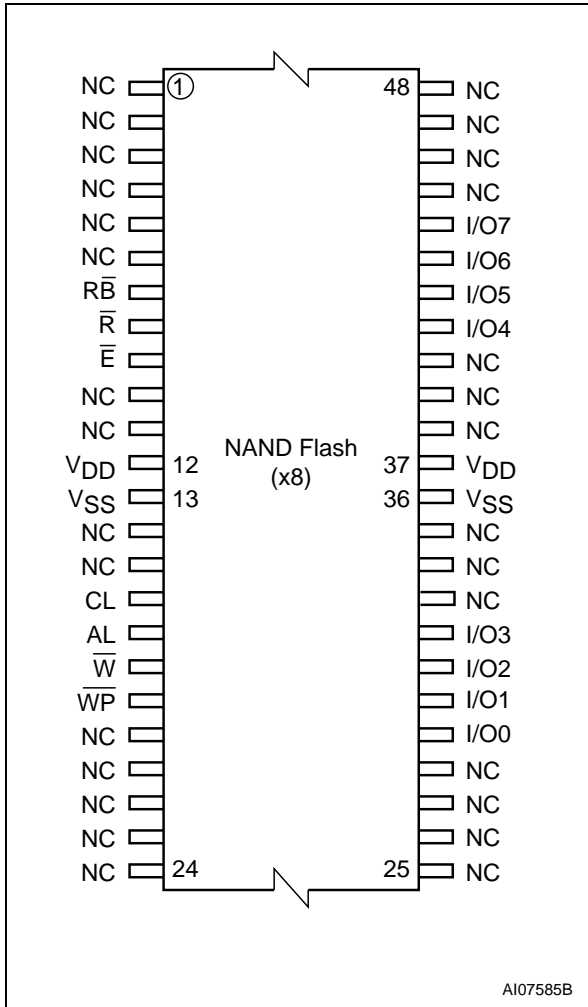 NC ① 48 NC
NC NC
NC NC
NC NC
NC I/O7
NC I/O6
RB̅ I/O5
R̅ I/O4
E̅ NC
NC NC
NC NC
NAND Flash
(x8)
VDD 12 37 VDD
VSS 13 36 VSS
NC NC
NC NC
CL NC
AL I/O3
W̅ I/O2
W̅P̅ I/O1
NC I/O0
NC NC
NC NC
NC NC
NC 24 25 NC
AI07585B